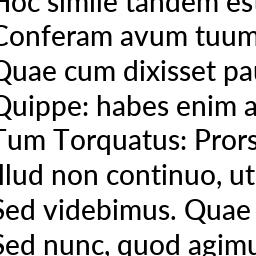 Hoc simile tandem est
Conferam avum tuum
Quae cum dixisset pau
Quippe: habes enim a
Tum Torquatus: Prors
Illud non continuo, ut
Sed videbimus. Quae
Sed nunc, quod agimu